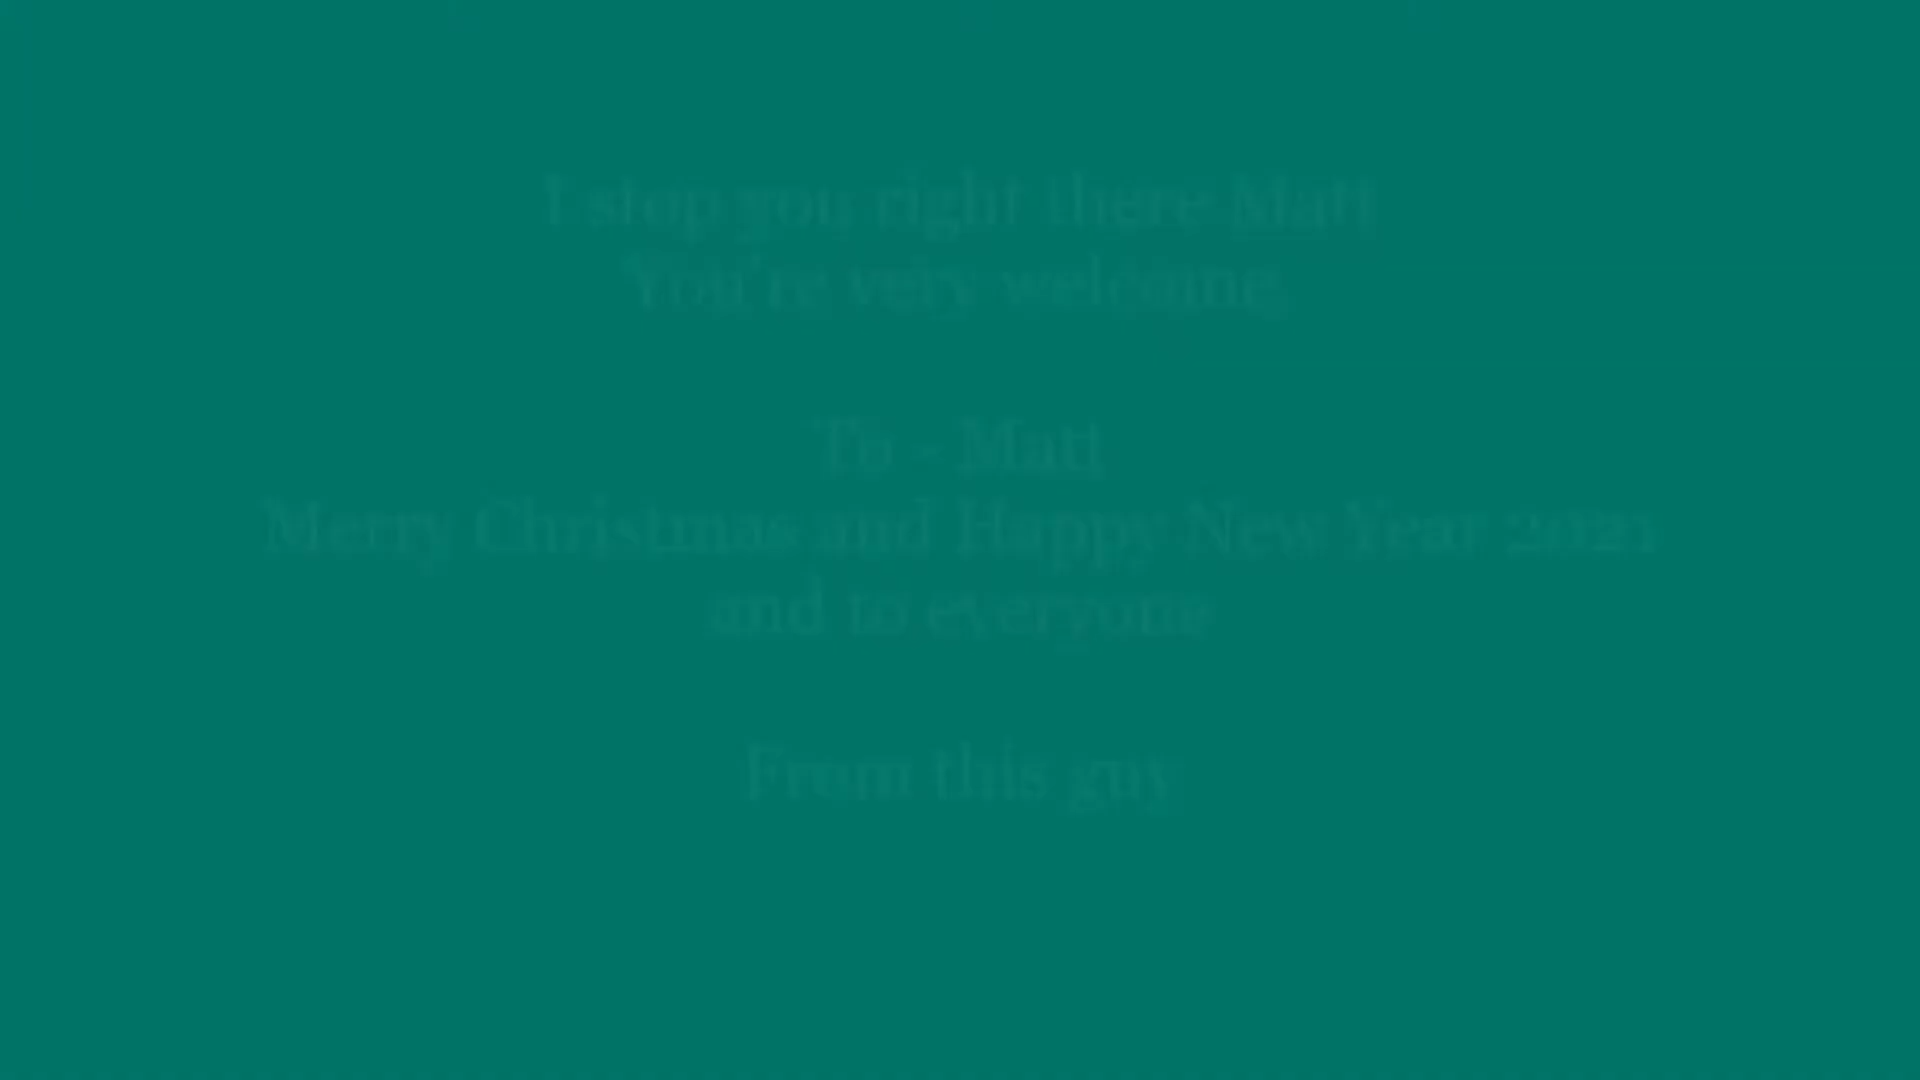 I stop you right there Matt
You're very welcome.
To - Matt
Merry Christmas and Happy New Year 2021
and to everyone
From this guy